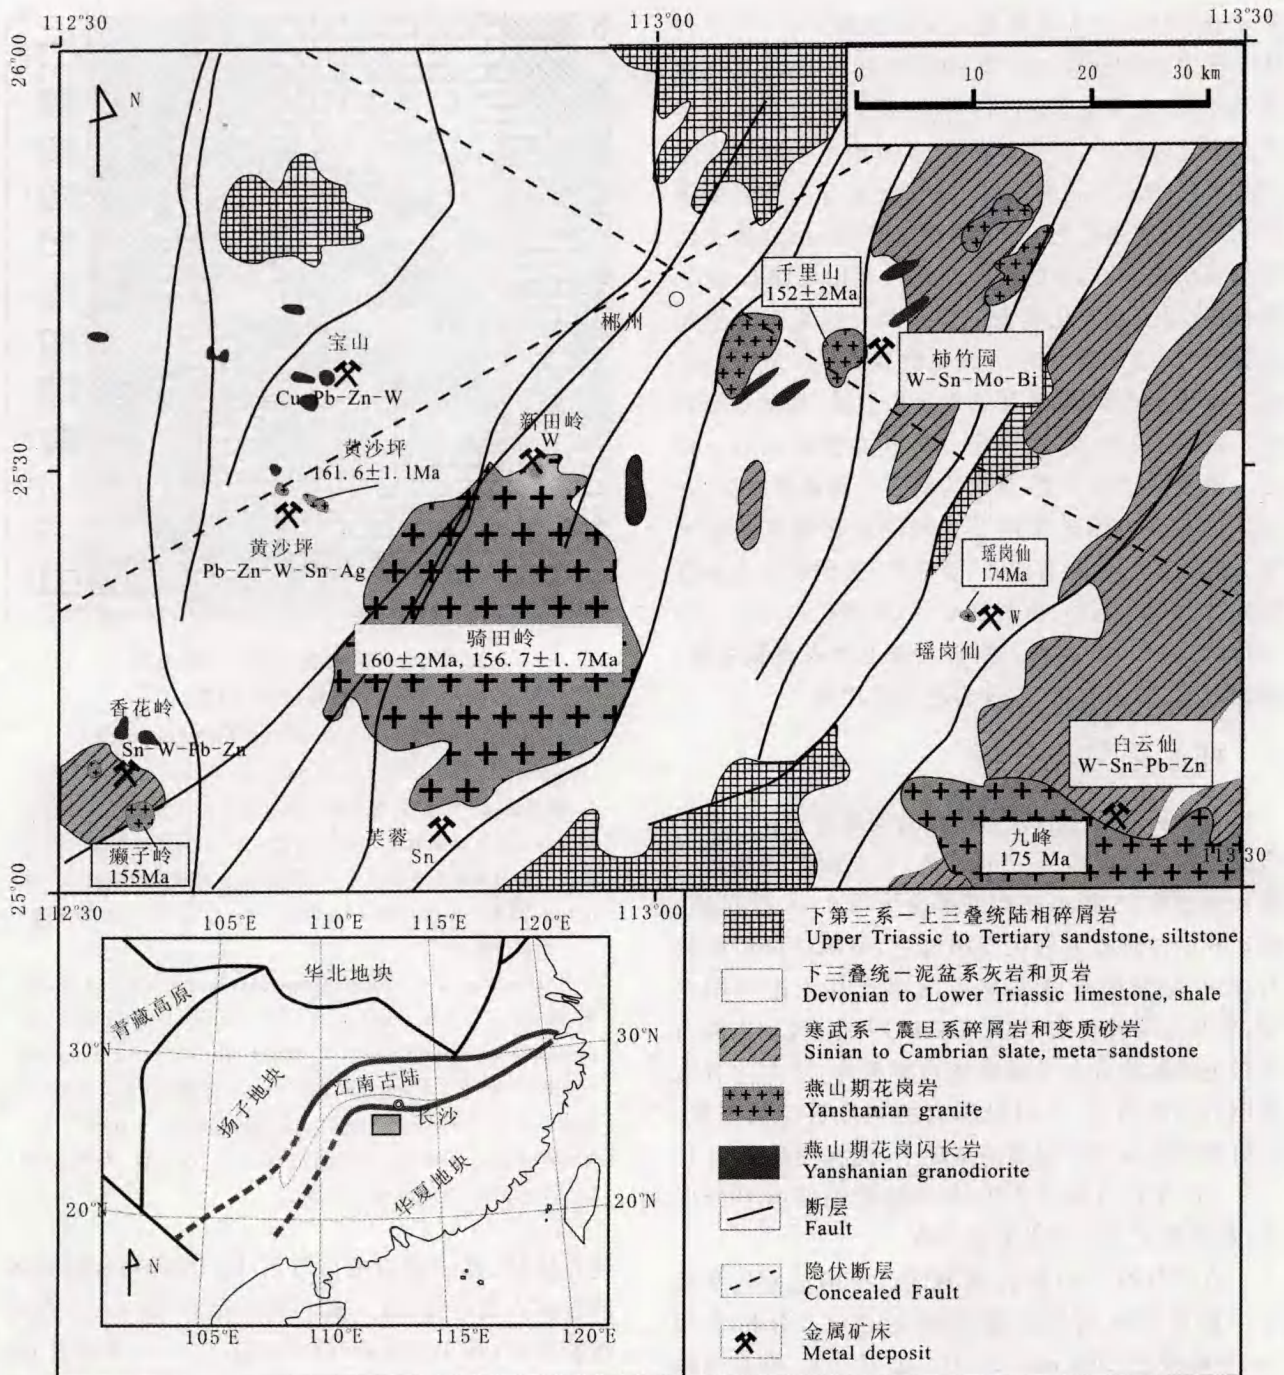 112°30
113°00
113°30
26°00
N
0
10
20
30 km
千里山
152±2Ma
郴州
宝山
Cu-Pb-Zn-W
柿竹园
W-Sn-Mo-Bi
新田岭
W
黄沙坪
161.6±1.1Ma
25°30
黄沙坪
Pb-Zn-W-Sn-Ag
瑶岗仙
174Ma
W
瑶岗仙
骑田岭
160±2Ma, 156.7±1.7Ma
香花岭
Sn-W-Pb-Zn
白云仙
W-Sn-Pb-Zn
芙蓉
Sn
九峰
175 Ma
癞子岭
155Ma
113°30
25°00
112°30
113°00
105°E
110°E
115°E
120°E
华北地块
青藏高原
30°N
30°N
江南古陆
扬子地块
长沙
华夏地块
20°N
20°N
N
105°E
110°E
115°E
120°E
下第三系－上三叠统陆相碎屑岩
Upper Triassic to Tertiary sandstone, siltstone
下三叠统－泥盆系灰岩和页岩
Devonian to Lower Triassic limestone, shale
寒武系－震旦系碎屑岩和变质砂岩
Sinian to Cambrian slate, meta-sandstone
燕山期花岗岩
Yanshanian granite
燕山期花岗闪长岩
Yanshanian granodiorite
断层
Fault
隐伏断层
Concealed Fault
金属矿床
Metal deposit